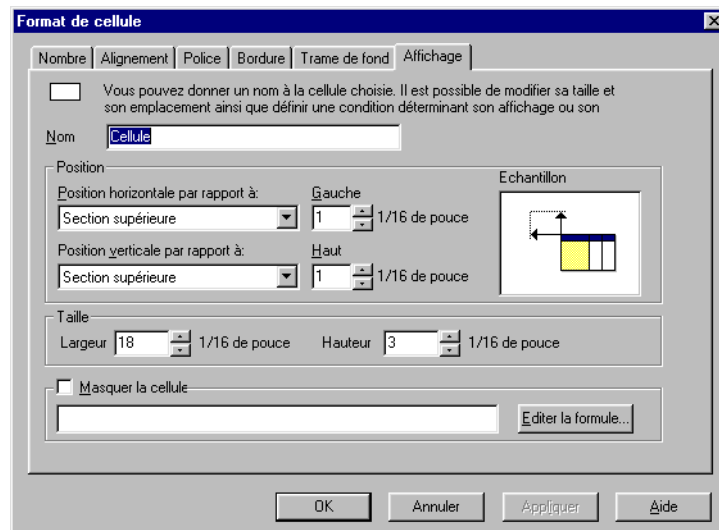 Format de cellule
Nombre Alignement Police Bordure Trame de fond Affichage
Vous pouvez donner un nom à la cellule choisie. Il est possible de modifier sa taille et
son emplacement ainsi que définir une condition déterminant son affichage ou son
Nom Cellule
Position
Echantillon
Position horizontale par rapport à: Gauche
Section supérieure 1 1/16 de pouce
Position verticale par rapport à: Haut
Section supérieure 1 1/16 de pouce
Taille
Largeur 18 1/16 de pouce Hauteur 3 1/16 de pouce
Masquer la cellule
Editer la formule...
OK Annuler Appliquer Aide